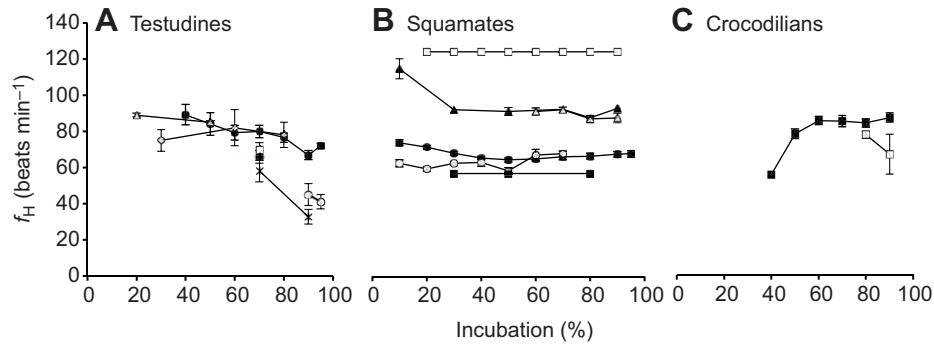 A Testudines
B Squamates
C Crocodilians
fH (beats min–1)
140
120
100
80
60
40
20
0
0 20 40 60 80 100
0 20 40 60 80 100
0 20 40 60 80 100
Incubation (%)